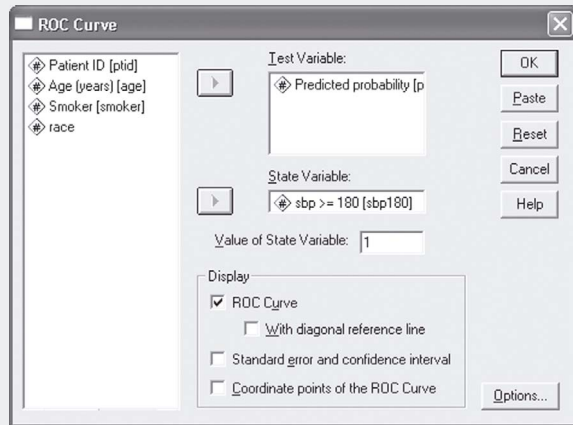 ROC Curve
Patient ID [ptid]
Age (years) [age]
Smoker [smoker]
race
Test Variable:
Predicted probability [p
State Variable:
sbp >= 180 [sbp180]
Value of State Variable: 1
Display
ROC Curve
With diagonal reference line
Standard error and confidence interval
Coordinate points of the ROC Curve
OK
Paste
Reset
Cancel
Help
Options...